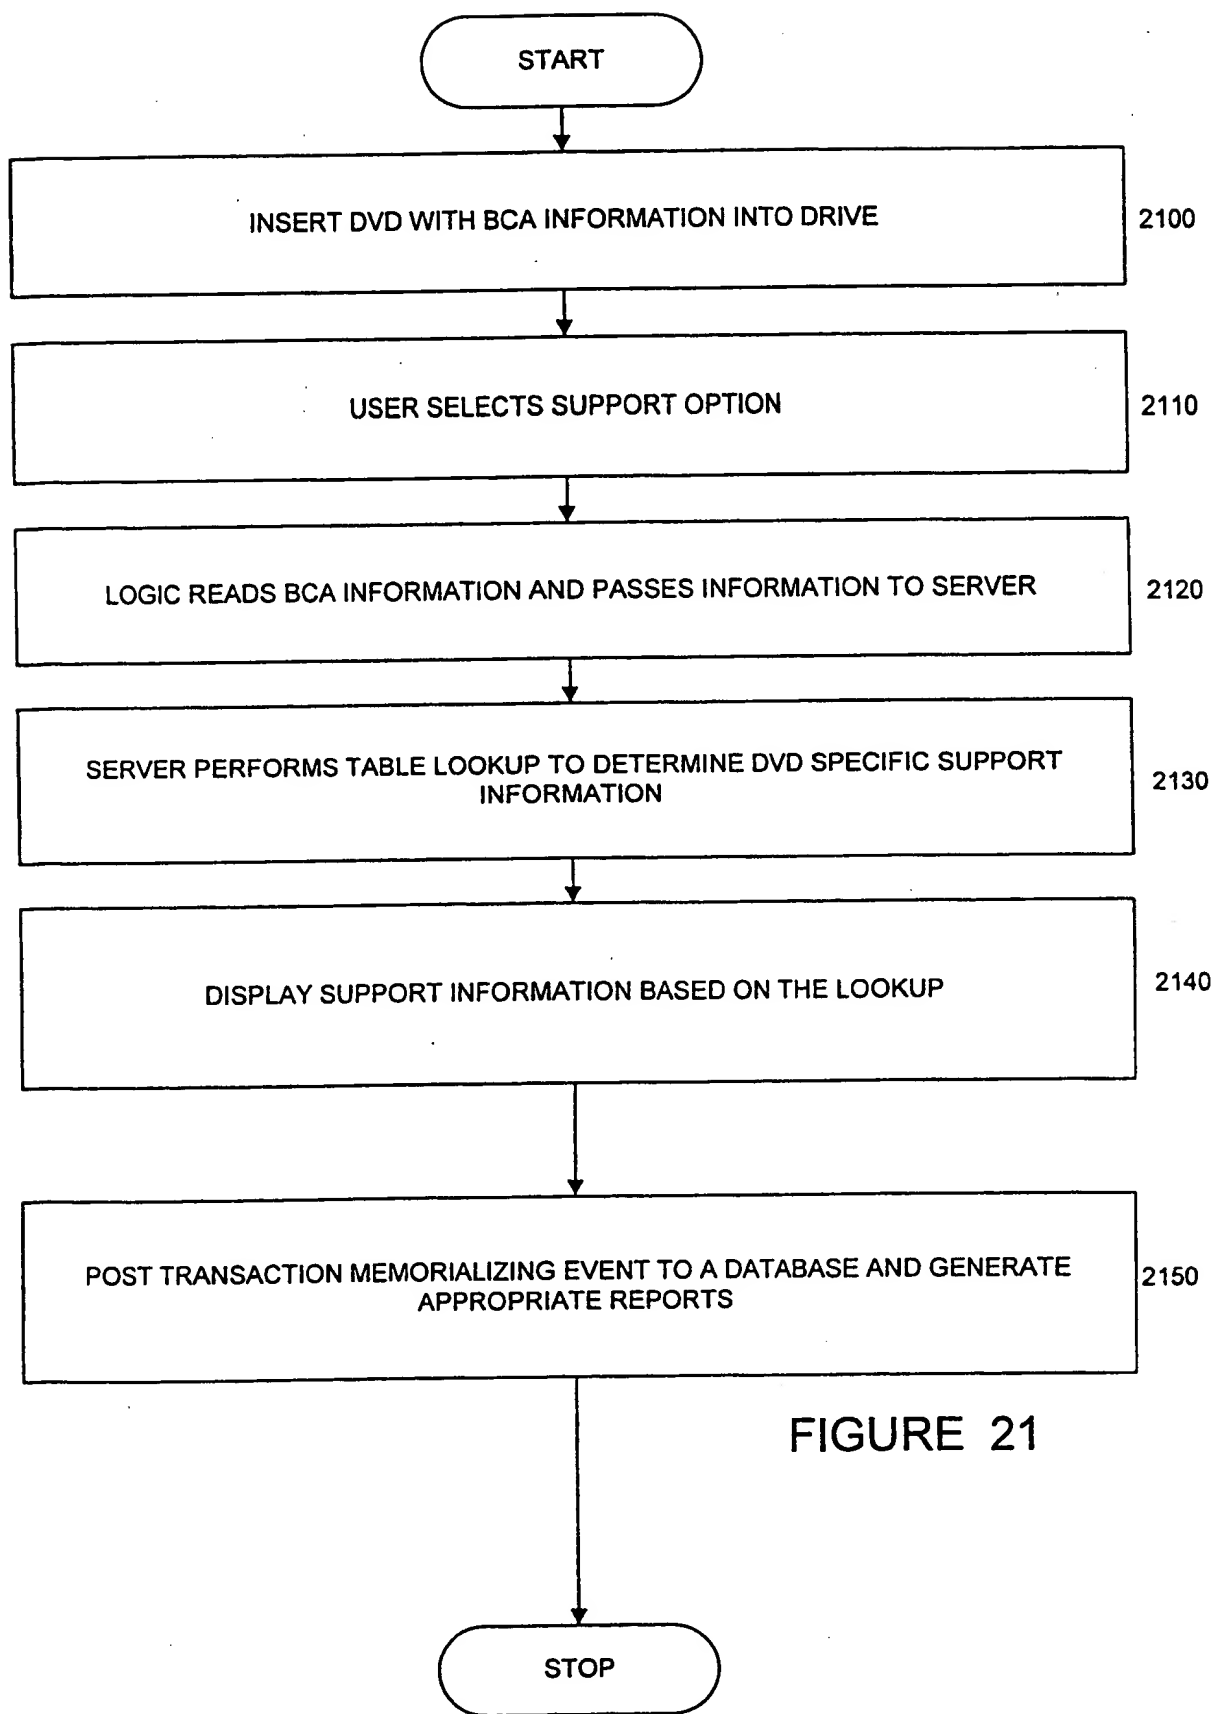 START
INSERT DVD WITH BCA INFORMATION INTO DRIVE
2100
USER SELECTS SUPPORT OPTION
2110
LOGIC READS BCA INFORMATION AND PASSES INFORMATION TO SERVER
2120
SERVER PERFORMS TABLE LOOKUP TO DETERMINE DVD SPECIFIC SUPPORT
INFORMATION
2130
DISPLAY SUPPORT INFORMATION BASED ON THE LOOKUP
2140
POST TRANSACTION MEMORIALIZING EVENT TO A DATABASE AND GENERATE
APPROPRIATE REPORTS
2150
FIGURE 21
STOP